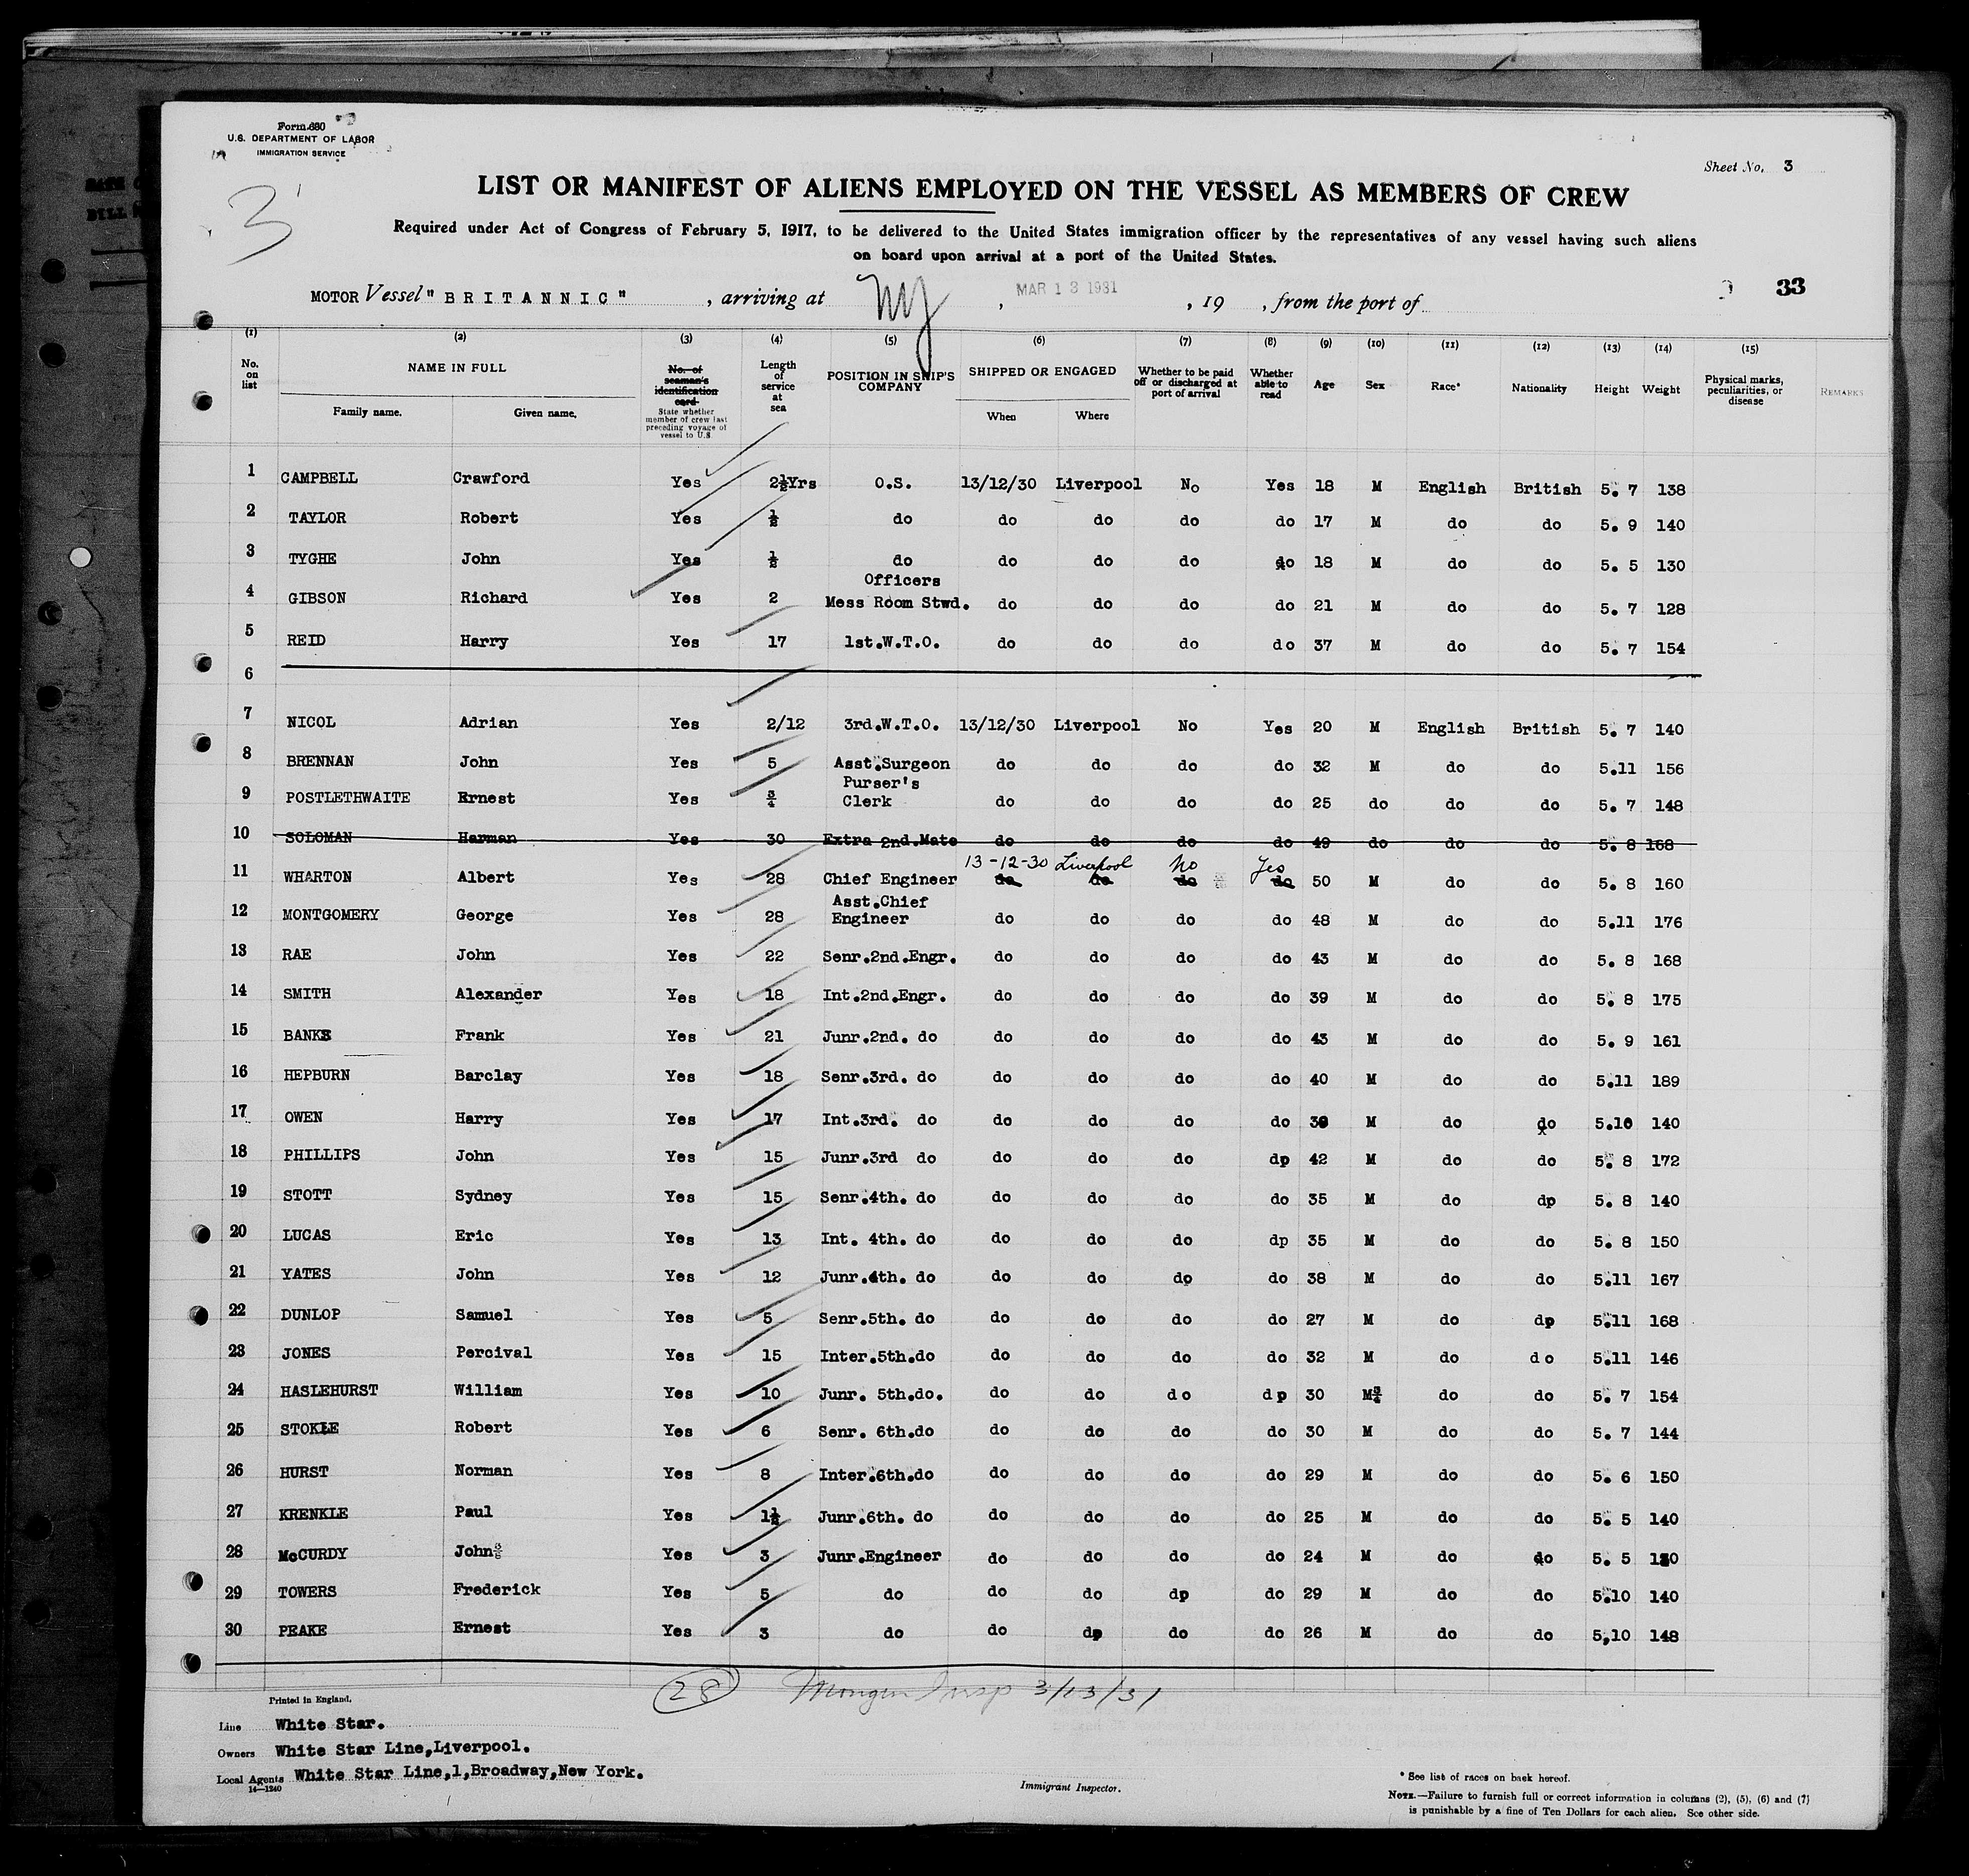 Form 680
U.S. DEPARTMENT OF LABOR
IMMIGRATION SERVICE
3
Sheet No. 3
LIST OR MANIFEST OF ALIENS EMPLOYED ON THE VESSEL AS MEMBERS OF CREW
Required under Act of Congress of February 5, 1917, to be delivered to the United States immigration officer by the representatives of any vessel having such aliens
on board upon arrival at a port of the United States.
MOTOR Vessel "BRITANNIC", arriving at NY, MAR 13 1931, 19 , from the port of
33
(1) (2) (3) (4) (5) (6) (7) (8) (9) (10) (11) (12) (13) (14) (15)
No. on list NAME IN FULL Family name. Given name. No. of seaman's identification card State whether member of crew last preceding voyage of vessel to U.S Length of service at sea POSITION IN SHIP'S COMPANY SHIPPED OR ENGAGED When Where Whether to be paid off or discharged at port of arrival Whether able to read Age Sex Race* Nationality Height Weight Physical marks, peculiarities, or disease REMARKS
1 CAMPBELL Crawford Yes 2½Yrs O.S. 13/12/30 Liverpool No Yes 18 M English British 5. 7 138
2 TAYLOR Robert Yes ½ do do do do do 17 M do do 5. 9 140
3 TYGHE John Yes ½ do do do do do 18 M do do 5. 5 130
4 GIBSON Richard Yes 2 Officers Mess Room Stwd. do do do do 21 M do do 5. 7 128
5 REID Harry Yes 17 1st.W.T.O. do do do do 37 M do do 5. 7 154
6
7 NICOL Adrian Yes 2/12 3rd.W.T.O. 13/12/30 Liverpool No Yes 20 M English British 5. 7 140
8 BRENNAN John Yes 5 Asst.Surgeon do do do do 32 M do do 5.11 156
9 POSTLETHWAITE Ernest Yes ¾ Purser's Clerk do do do do 25 do do do 5. 7 148
10 SOLOMAN Harman Yes 30 Extra 2nd.Mate do do do do 49 do do do 5. 8 168
13-12-30 Liverpool No Yes
11 WHARTON Albert Yes 28 Chief Engineer do do do do 50 M do do 5. 8 160
12 MONTGOMERY George Yes 28 Asst.Chief Engineer do do do do 48 M do do 5.11 176
13 RAE John Yes 22 Senr.2nd.Engr. do do do do 43 M do do 5. 8 168
14 SMITH Alexander Yes 18 Int.2nd.Engr. do do do do 39 M do do 5. 8 175
15 BANKS Frank Yes 21 Junr.2nd. do do do do do 43 M do do 5. 9 161
16 HEPBURN Barclay Yes 18 Senr.3rd. do do do do do 40 M do do 5.11 189
17 OWEN Harry Yes 17 Int.3rd. do do do do do M do do 5.10 140
18 PHILLIPS John Yes 15 Junr.3rd do do do do dp 42 M do do 5. 8 172
19 STOTT Sydney Yes 15 Senr.4th. do do do do do 35 M do dp 5. 8 140
20 LUCAS Eric Yes 13 Int. 4th. do do do do dp 35 M do do 5. 8 150
21 YATES John Yes 12 Junr.4th. do do do dp do 38 M do do 5.11 167
22 DUNLOP Samuel Yes 5 Senr.5th. do do do do do 27 M do dp 5.11 168
23 JONES Percival Yes 15 Inter.5th.do do do do do 32 M do do 5.11 146
24 HASLEHURST William Yes 10 Junr. 5th.do. do do do dp 30 M¾ do do 5. 7 154
25 STOKLE Robert Yes 6 Senr. 6th.do do do do do 30 M do do 5. 7 144
26 HURST Norman Yes 8 Inter.6th.do do do do do 29 M do do 5. 6 150
27 KRENKLE Paul Yes 1½ Junr.6th. do do do do do 25 M do do 5. 5 140
28 McCURDY John Yes 3 Junr.Engineer do do do do 24 M do do 5. 5
29 TOWERS Frederick Yes 5 do do do dp do 29 M do do 5.10 140
30 PEAKE Ernest Yes 3 do do dp do do 26 M do do 5,10 148
28 Insp 3/13/31
Printed in England.
Line White Star.
Owners White Star Line,Liverpool.
Local Agents White Star Line,1,Broadway,New York.
14—1240
Immigrant Inspector.
* See list of races on back hereof.
NOTE.—Failure to furnish full or correct information in columns (2), (5), (6) and (7)
is punishable by a fine of Ten Dollars for each alien. See other side.